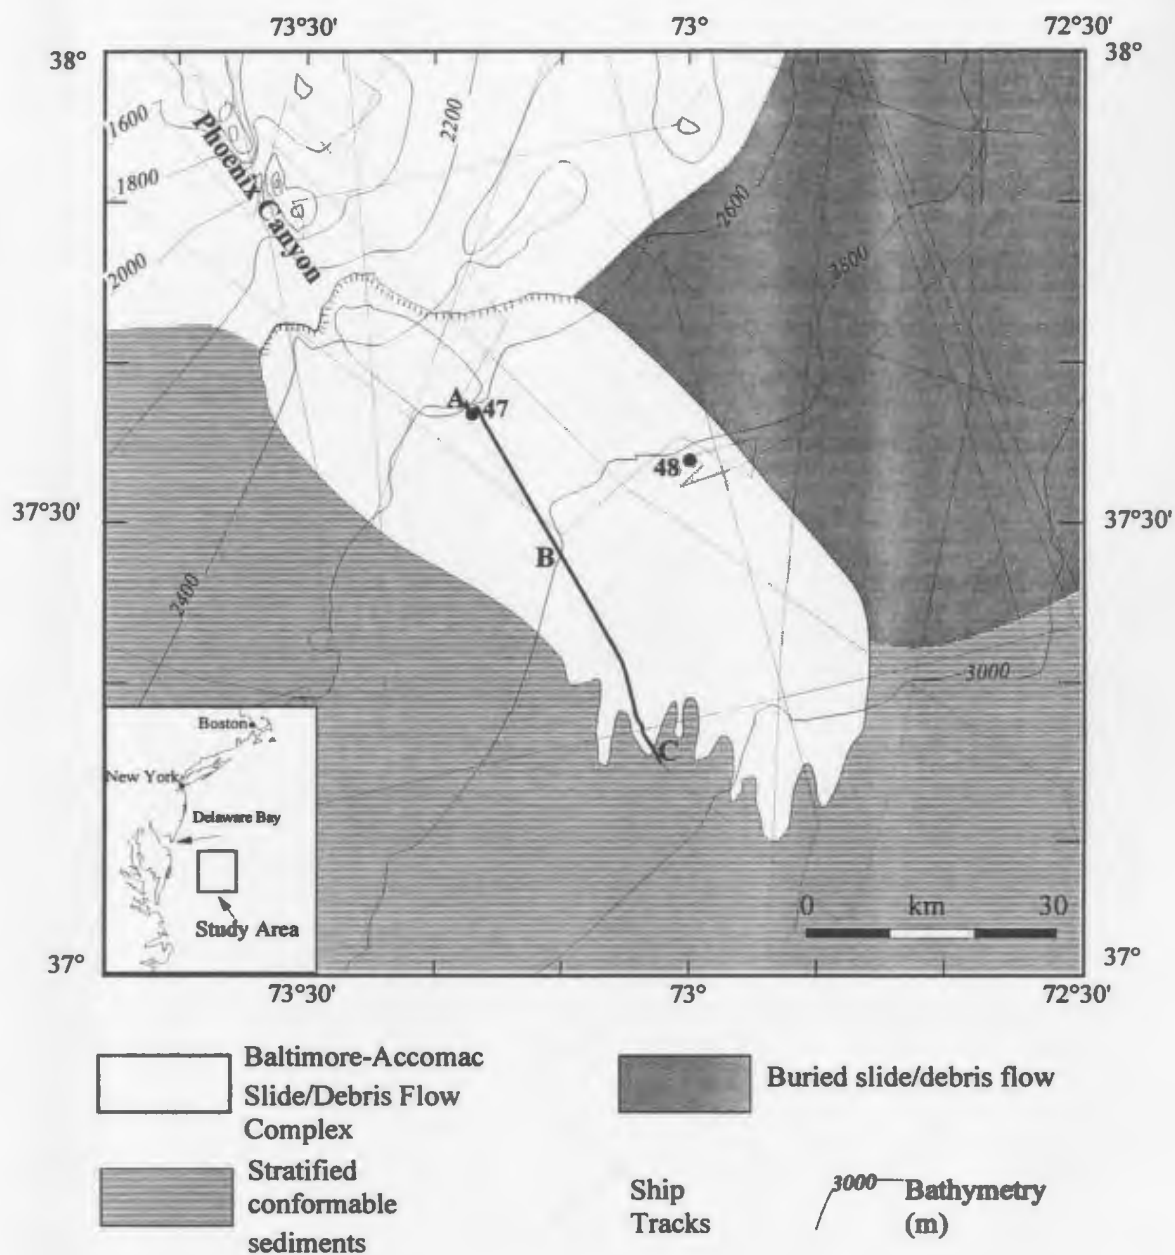 73°30'
73°
72°30'
38°
38°
1600
1800
2000
2200
2600
2800
Phoenix Canyon
A
47
48
37°30'
37°30'
B
2400
3000
C
Boston
New York
Delaware Bay
Study Area
0 km 30
37°
37°
73°30'
73°
72°30'
Baltimore-Accomac
Slide/Debris Flow
Complex
Buried slide/debris flow
Stratified
conformable
sediments
Ship
Tracks
3000
Bathymetry
(m)